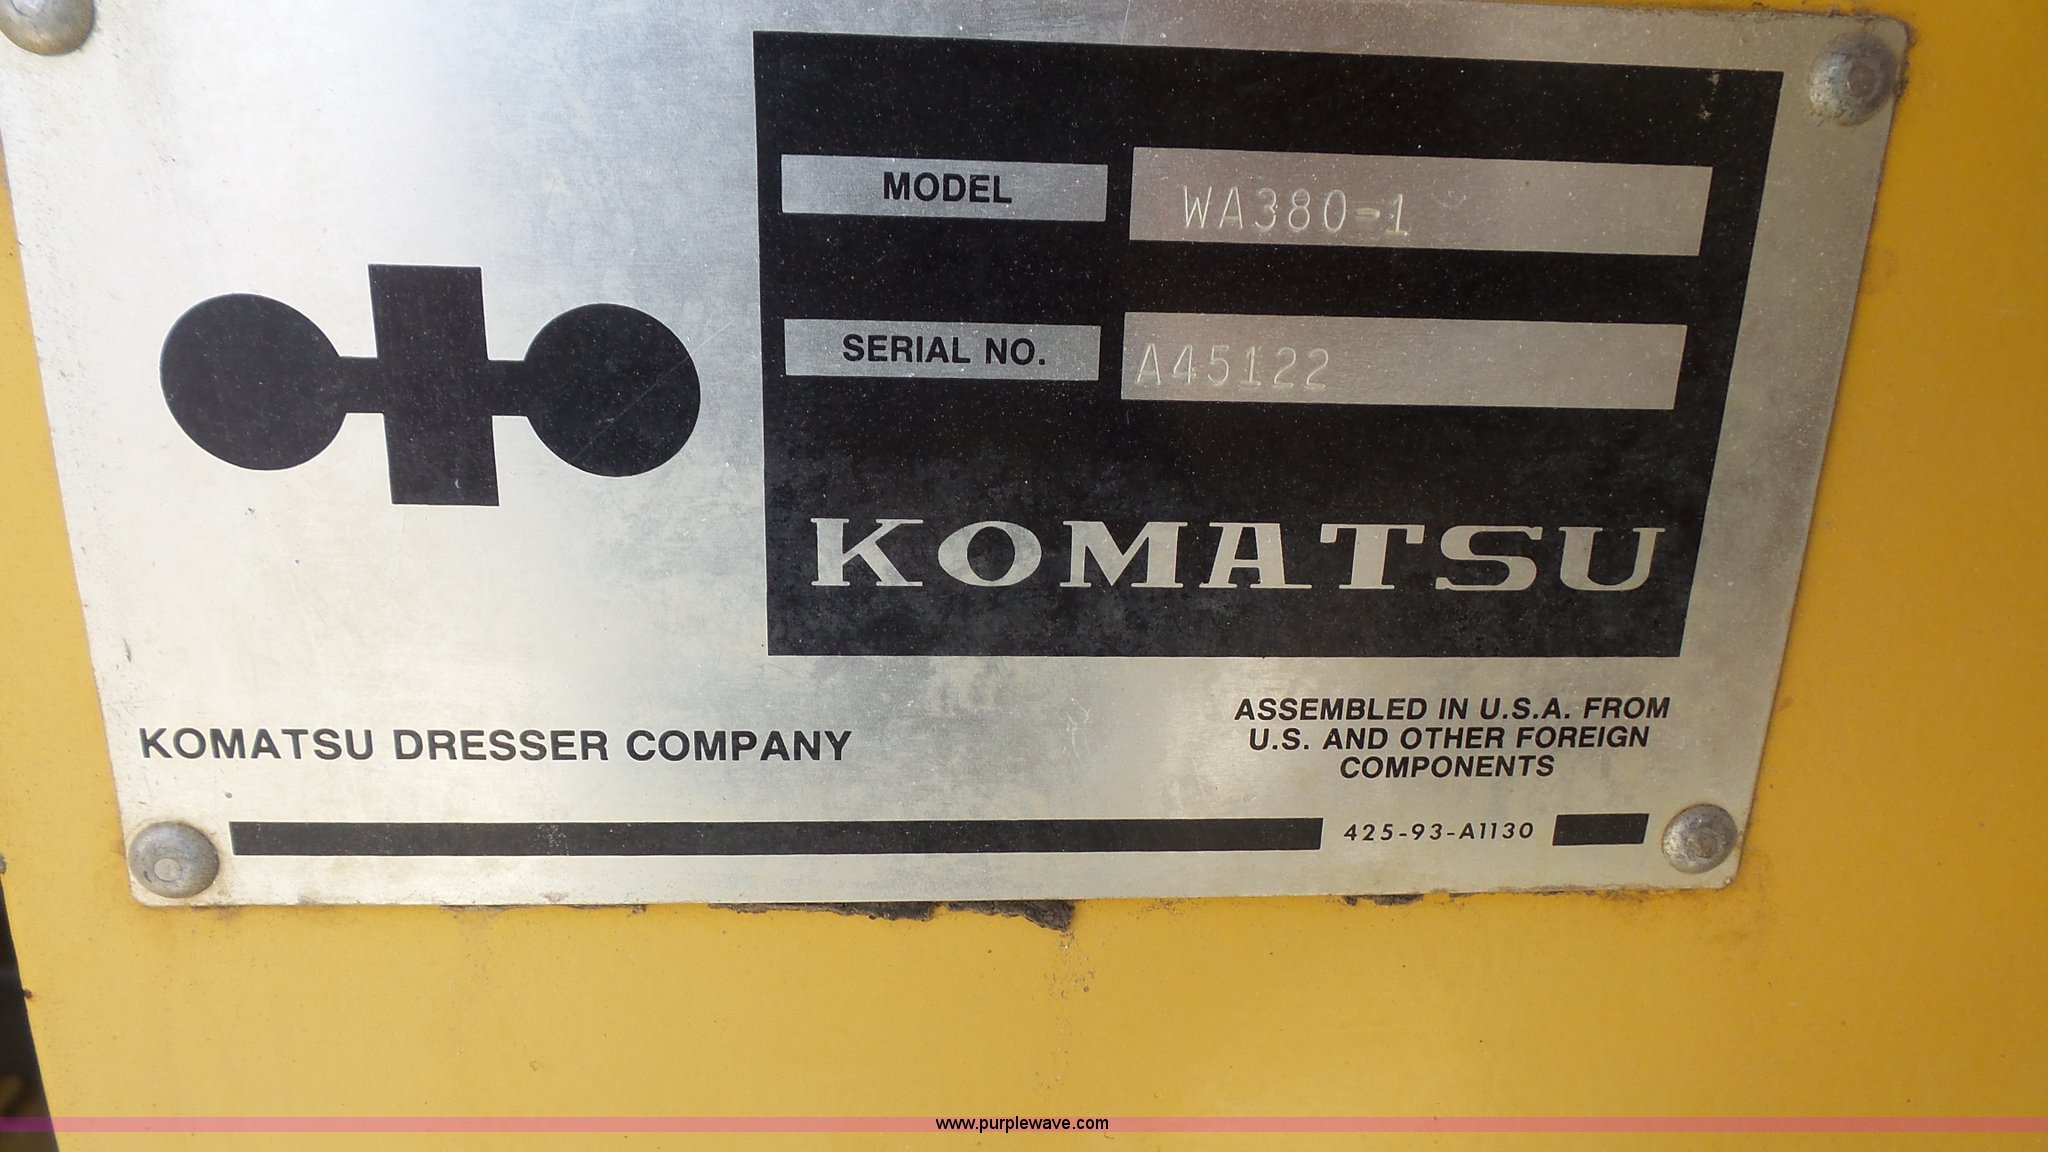 MODEL WA380-1
SERIAL NO. A45122
KOMATSU
KOMATSU DRESSER COMPANY
ASSEMBLED IN U.S.A. FROM
U.S. AND OTHER FOREIGN
COMPONENTS
425-93-A1130
www.purplewave.com